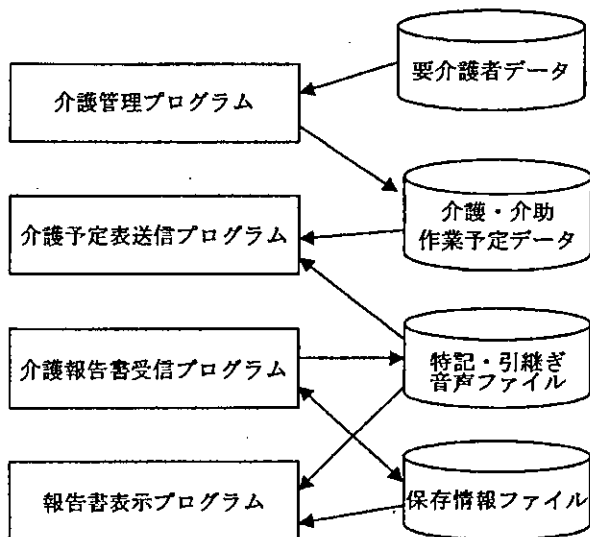 要介護者データ
介護管理プログラム
介護・介助
作業予定データ
介護予定表送信プログラム
特記・引継ぎ
音声ファイル
介護報告書受信プログラム
報告書表示プログラム
保存情報ファイル